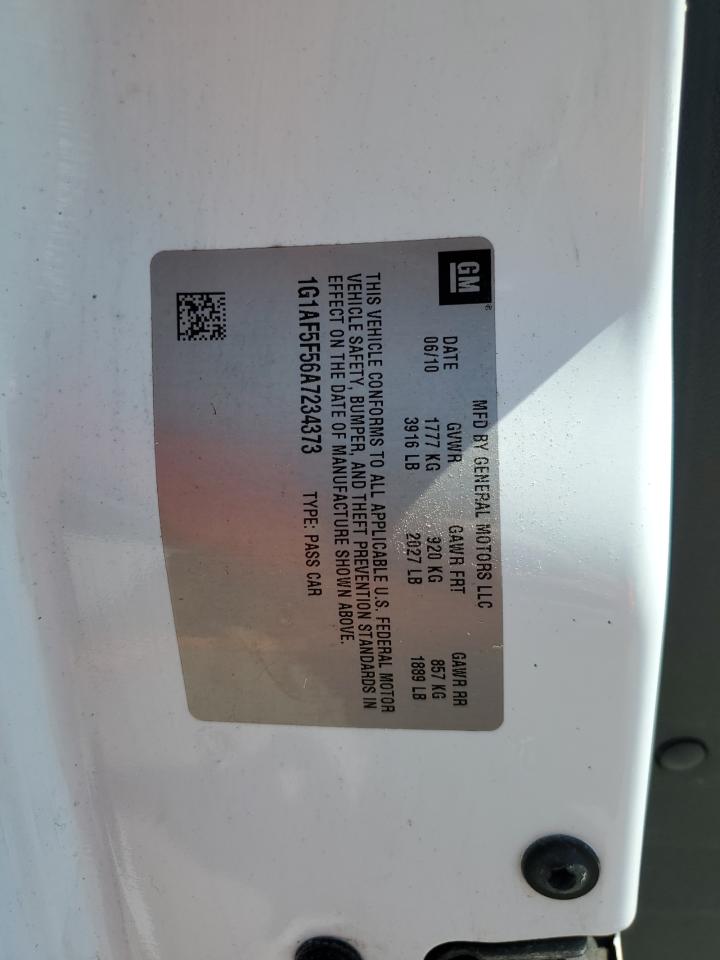 GM®
MFD BY GENERAL MOTORS LLC
DATE GVWR GAWR FRT GAWR RR
06/10 1777 KG 920 KG 857 KG
3916 LB 2027 LB 1889 LB
THIS VEHICLE CONFORMS TO ALL APPLICABLE U.S. FEDERAL MOTOR
VEHICLE SAFETY, BUMPER, AND THEFT PREVENTION STANDARDS IN
EFFECT ON THE DATE OF MANUFACTURE SHOWN ABOVE.
1G1AF5F56A7234373 TYPE: PASS CAR